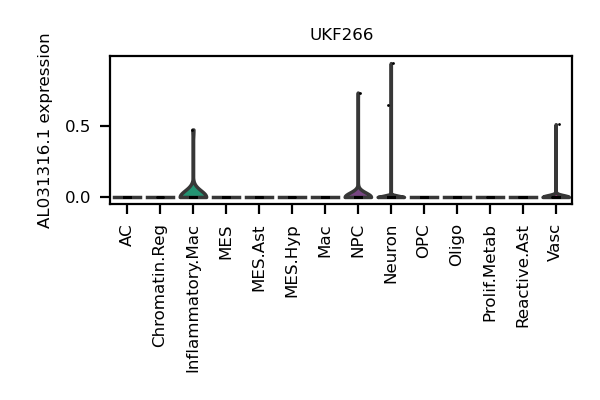 UKF266
AL031316.1 expression
0.5
0.0
AC
Chromatin.Reg
Inflammatory.Mac
MES
MES.Ast
MES.Hyp
Mac
NPC
Neuron
OPC
Oligo
Prolif.Metab
Reactive.Ast
Vasc